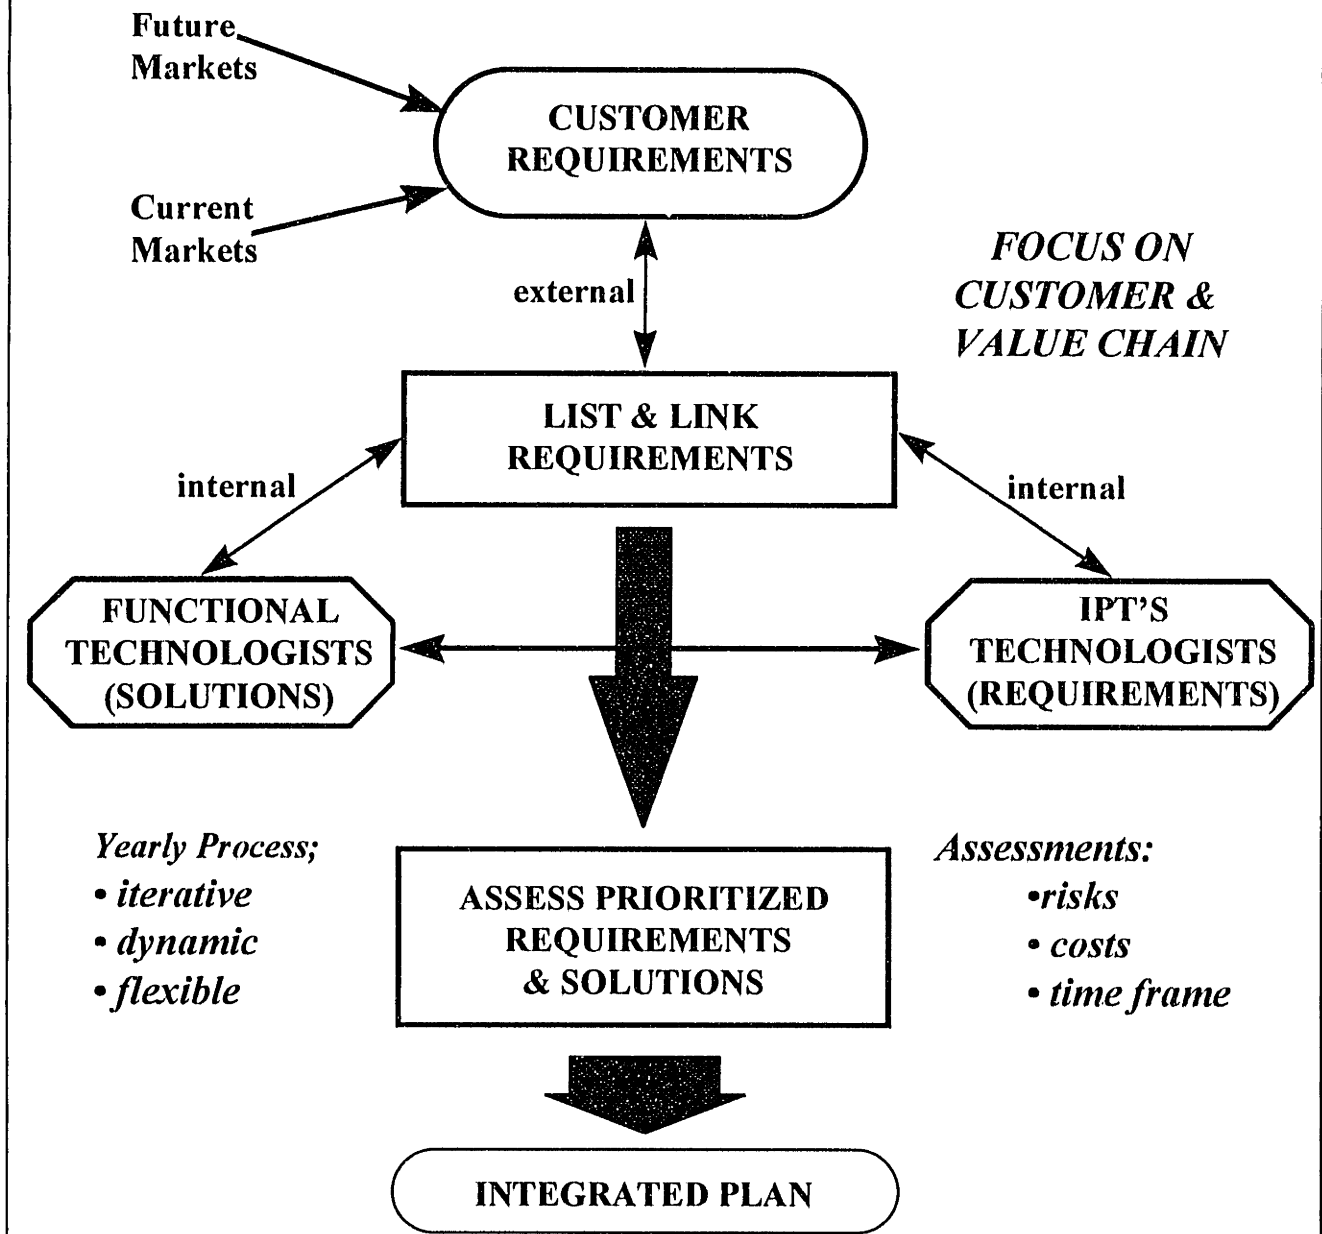 Future
Markets
CUSTOMER
REQUIREMENTS
Current
Markets
external
FOCUS ON
CUSTOMER &
VALUE CHAIN
LIST & LINK
REQUIREMENTS
internal
internal
FUNCTIONAL
TECHNOLOGISTS
(SOLUTIONS)
IPT'S
TECHNOLOGISTS
(REQUIREMENTS)
Yearly Process;
• iterative
• dynamic
• flexible
ASSESS PRIORITIZED
REQUIREMENTS
& SOLUTIONS
Assessments:
•risks
• costs
• time frame
INTEGRATED PLAN